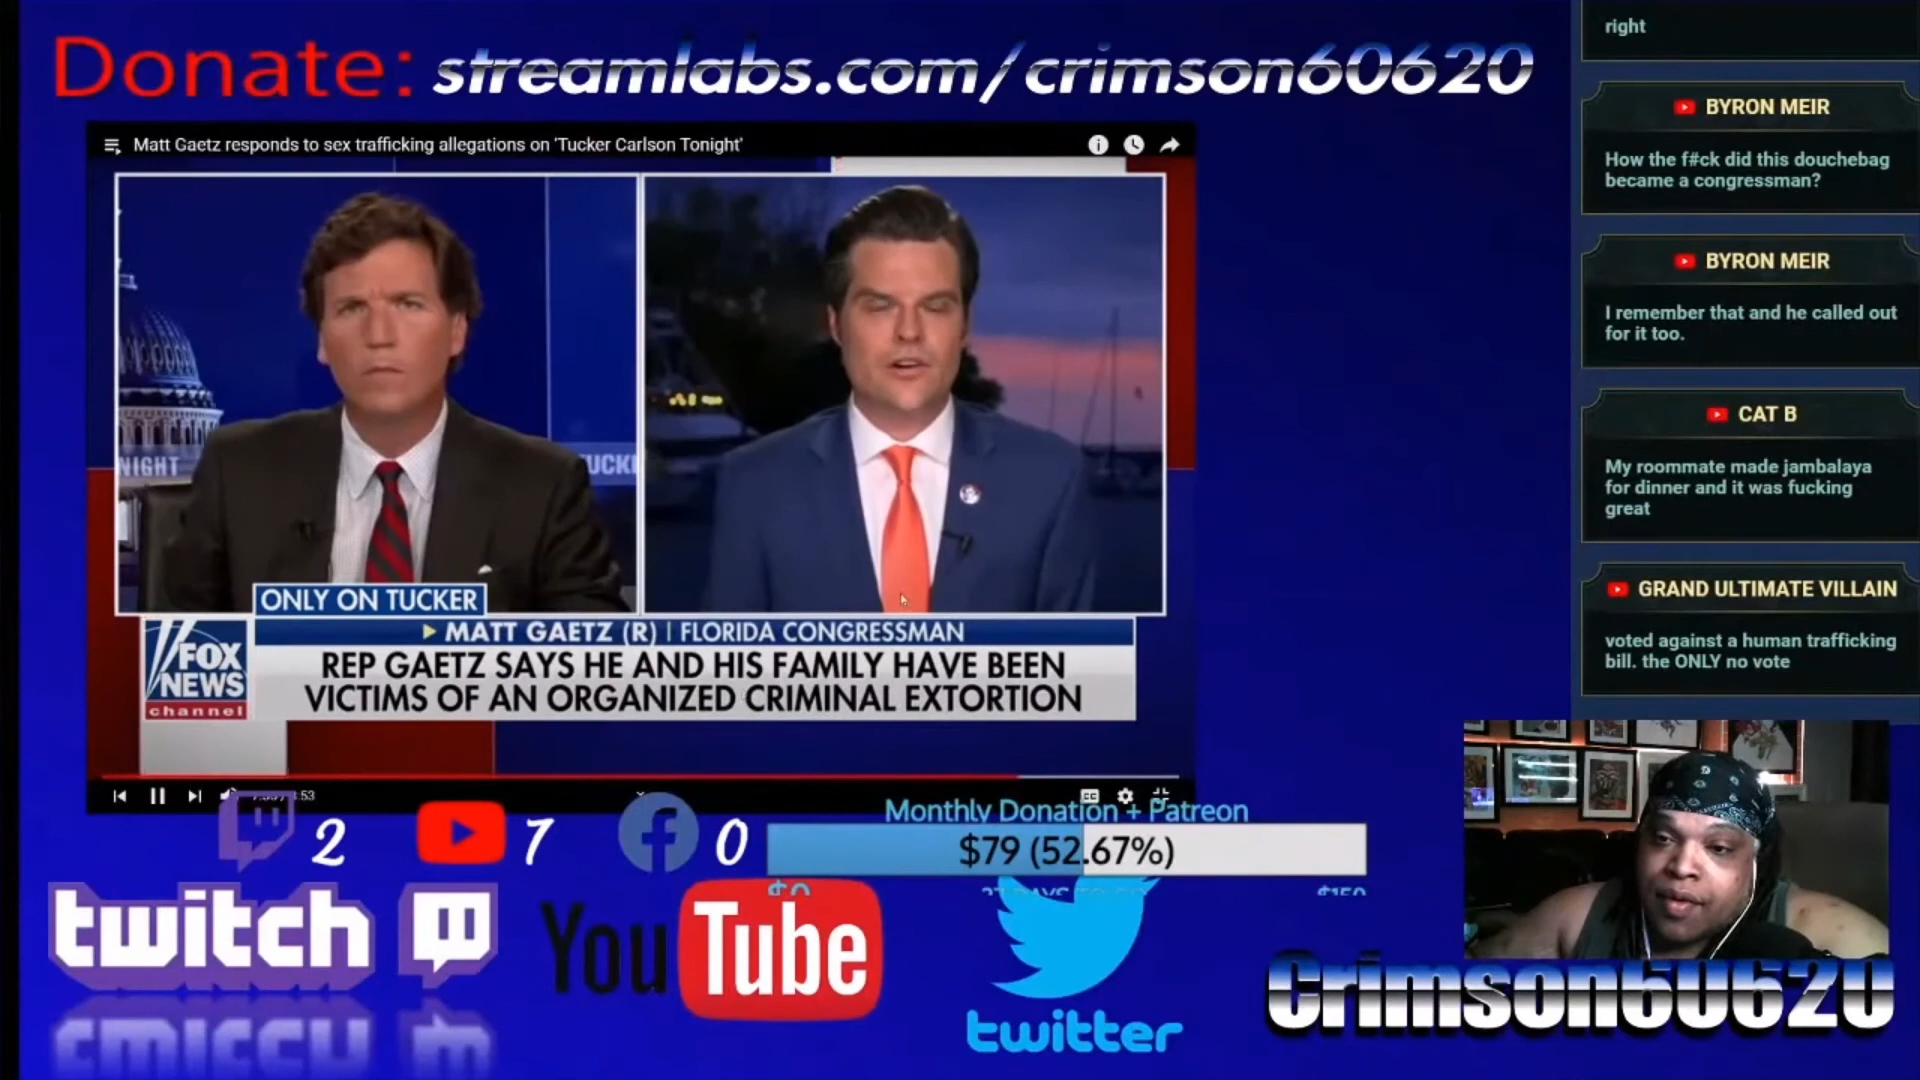 Donate: streamlabs.com/crimson60620
Matt Gaetz responds to sex trafficking allegations on 'Tucker Carlson Tonight'
NIGHT
TUCK
ONLY ON TUCKER
MATT GAETZ (R) | FLORIDA CONGRESSMAN
FOX
NEWS
channel
REP GAETZ SAYS HE AND HIS FAMILY HAVE BEEN
VICTIMS OF AN ORGANIZED CRIMINAL EXTORTION
CC
2
7
0
Monthly Donation + Patreon
$79 (52.67%)
$0
$150
twitch
YouTube
twitter
Crimson60620
right
BYRON MEIR
How the f#ck did this douchebag
became a congressman?
BYRON MEIR
I remember that and he called out
for it too.
CAT B
My roommate made jambalaya
for dinner and it was fucking
great
GRAND ULTIMATE VILLAIN
voted against a human trafficking
bill. the ONLY no vote